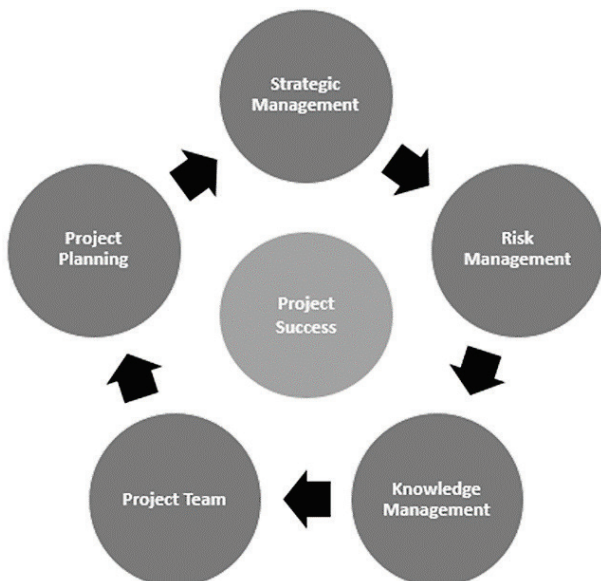 Strategic
Management
Risk
Management
Knowledge
Management
Project Team
Project
Planning
Project
Success